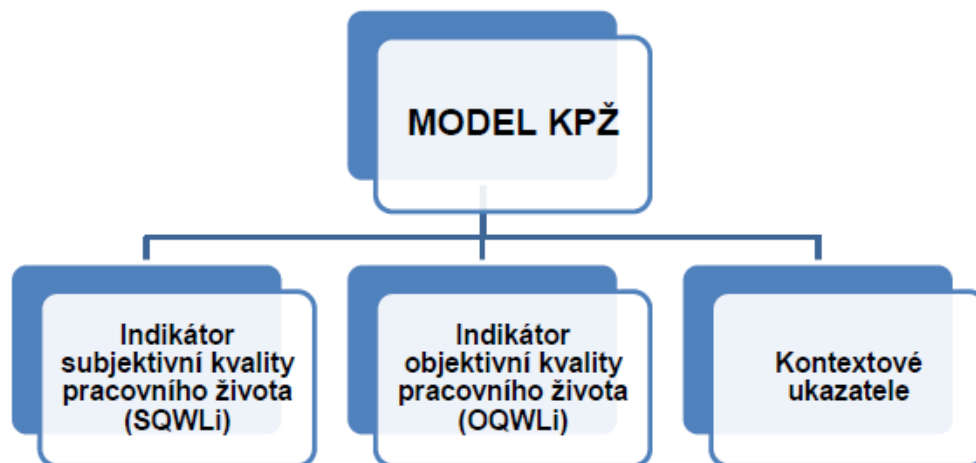 MODEL KPŽ
Indikátor
subjektivní kvality
pracovního života
(SQWLi)
Indikátor
objektivní kvality
pracovního života
(OQWLi)
Kontextové
ukazatele